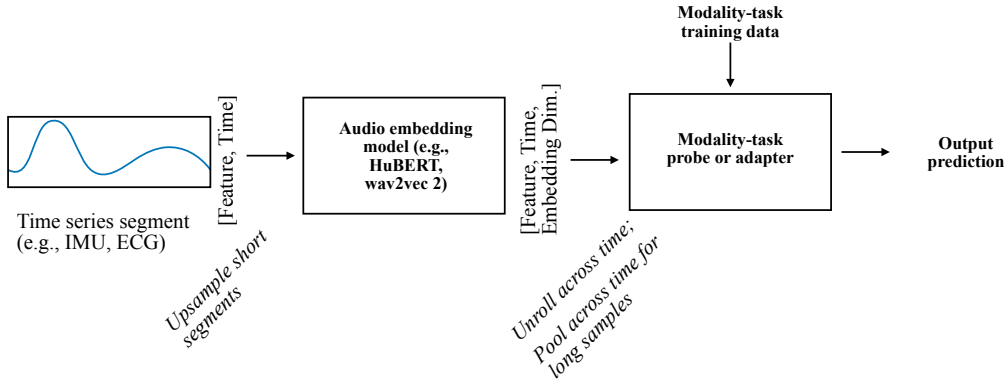 Modality-task
training data
[Feature, Time]
Audio embedding
model (e.g.,
HuBERT,
wav2vec 2)
[Feature, Time,
Embedding Dim.]
Modality-task
probe or adapter
Output
prediction
Time series segment
(e.g., IMU, ECG)
Upsample short
segments
Unroll across time;
Pool across time for
long samples